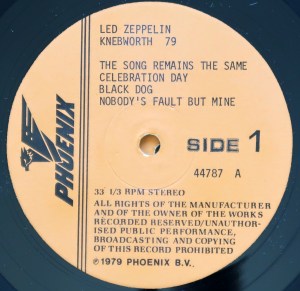 LED ZEPPELIN
KNEBWORTH 79
THE SONG REMAINS THE SAME
CELEBRATION DAY
BLACK DOG
NOBODY'S FAULT BUT MINE
PHOENIX
SIDE 1
44787 A
33 1/3 RPM STEREO
ALL RIGHTS OF THE MANUFACTURER
AND OF THE OWNER OF THE WORKS
RECORDED RESERVED/UNAUTHOR-
ISED PUBLIC PERFORMANCE,
BROADCASTING AND COPYING
OF THIS RECORD PROHIBITED
©1979 PHOENIX B.V..